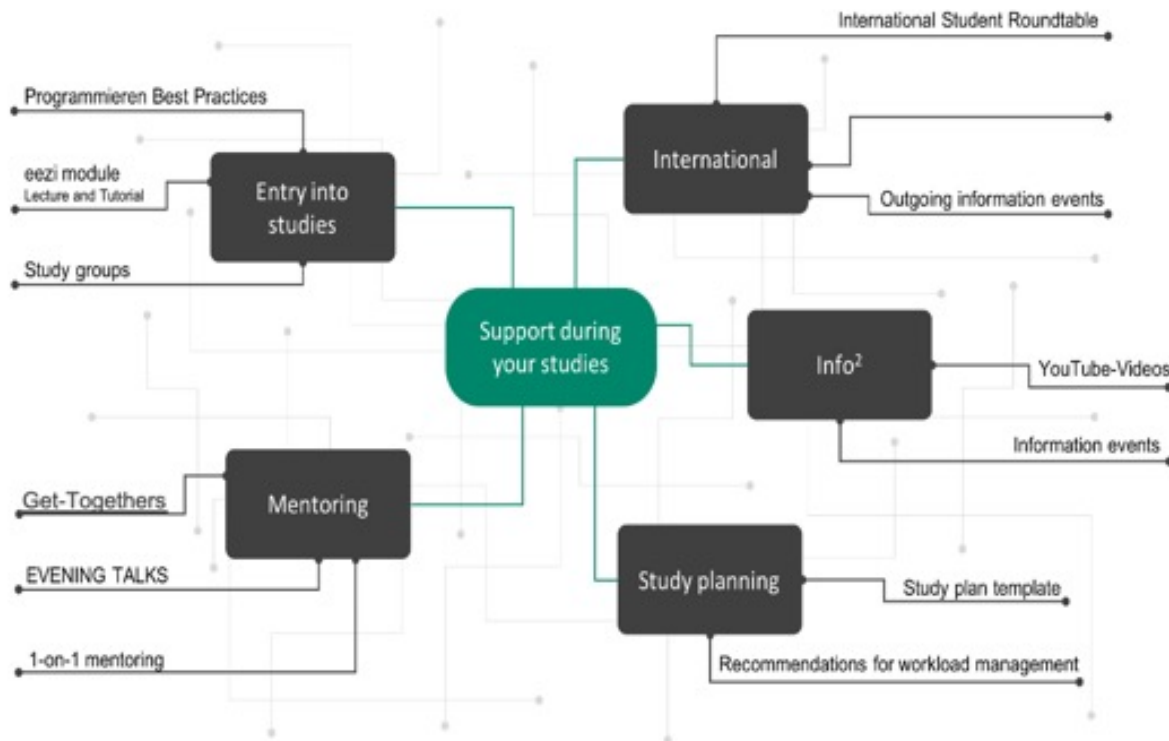 International Student Roundtable
Programmieren Best Practices
eezi module
Lecture and Tutorial
Entry into
studies
Study groups
International
Outgoing information events
Support during
your studies
Info²
YouTube-Videos
Information events
Get-Togethers
Mentoring
EVENING TALKS
1-on-1 mentoring
Study planning
Study plan template
Recommendations for workload management